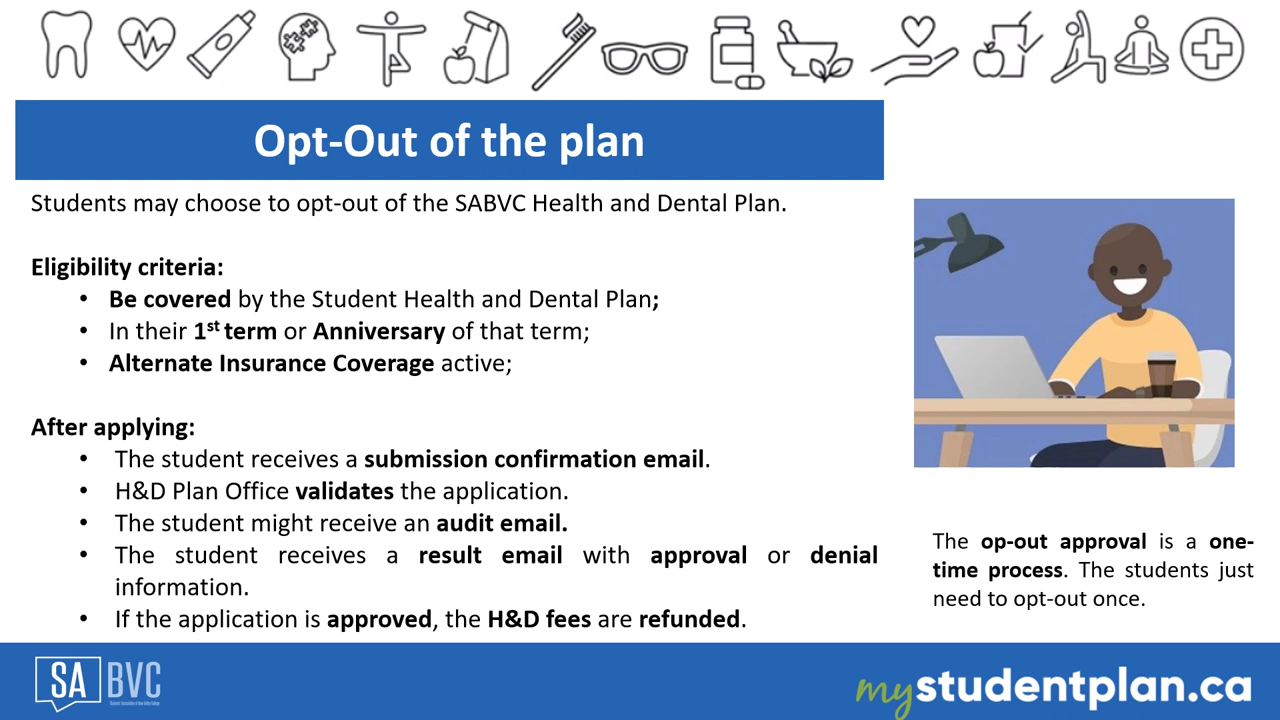 Opt-Out of the plan
Students may choose to opt-out of the SABVC Health and Dental Plan.
Eligibility criteria:
• Be covered by the Student Health and Dental Plan;
• In their 1st term or Anniversary of that term;
• Alternate Insurance Coverage active;
After applying:
• The student receives a submission confirmation email.
• H&D Plan Office validates the application.
• The student might receive an audit email.
• The student receives a result email with approval or denial
information.
• If the application is approved, the H&D fees are refunded.
The op-out approval is a one-
time process. The students just
need to opt-out once.
SA BVC
mystudentplan.ca